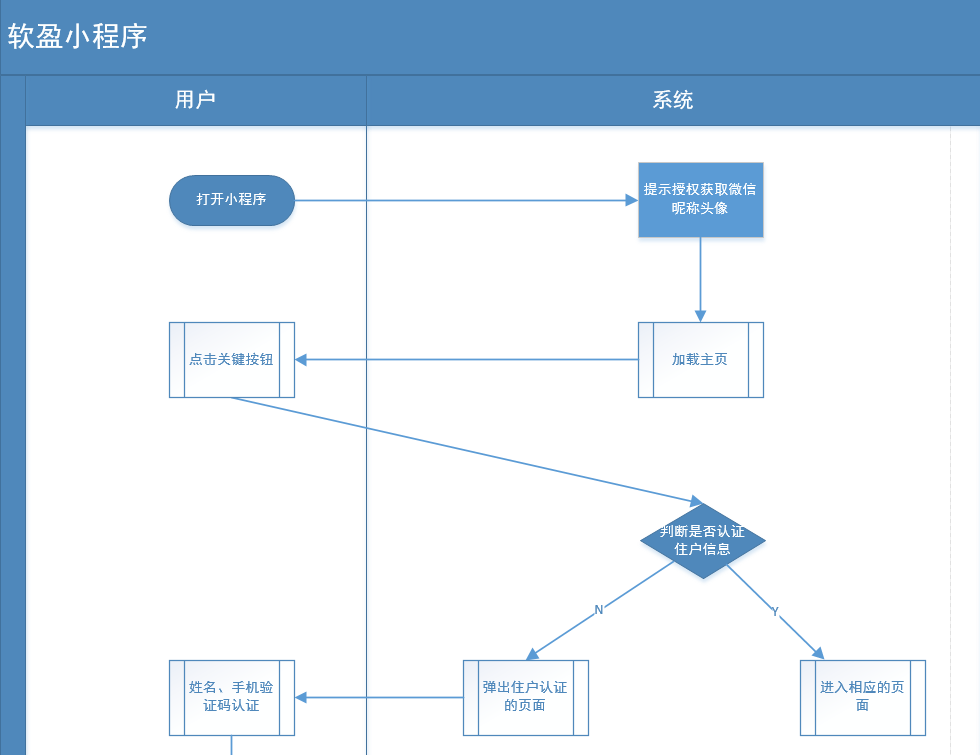 软盈小程序
用户
系统
打开小程序
提示授权获取微信
昵称头像
点击关键按钮
加载主页
判断是否认证
住户信息
N
Y
姓名、手机验
证码认证
弹出住户认证
的页面
进入相应的页
面